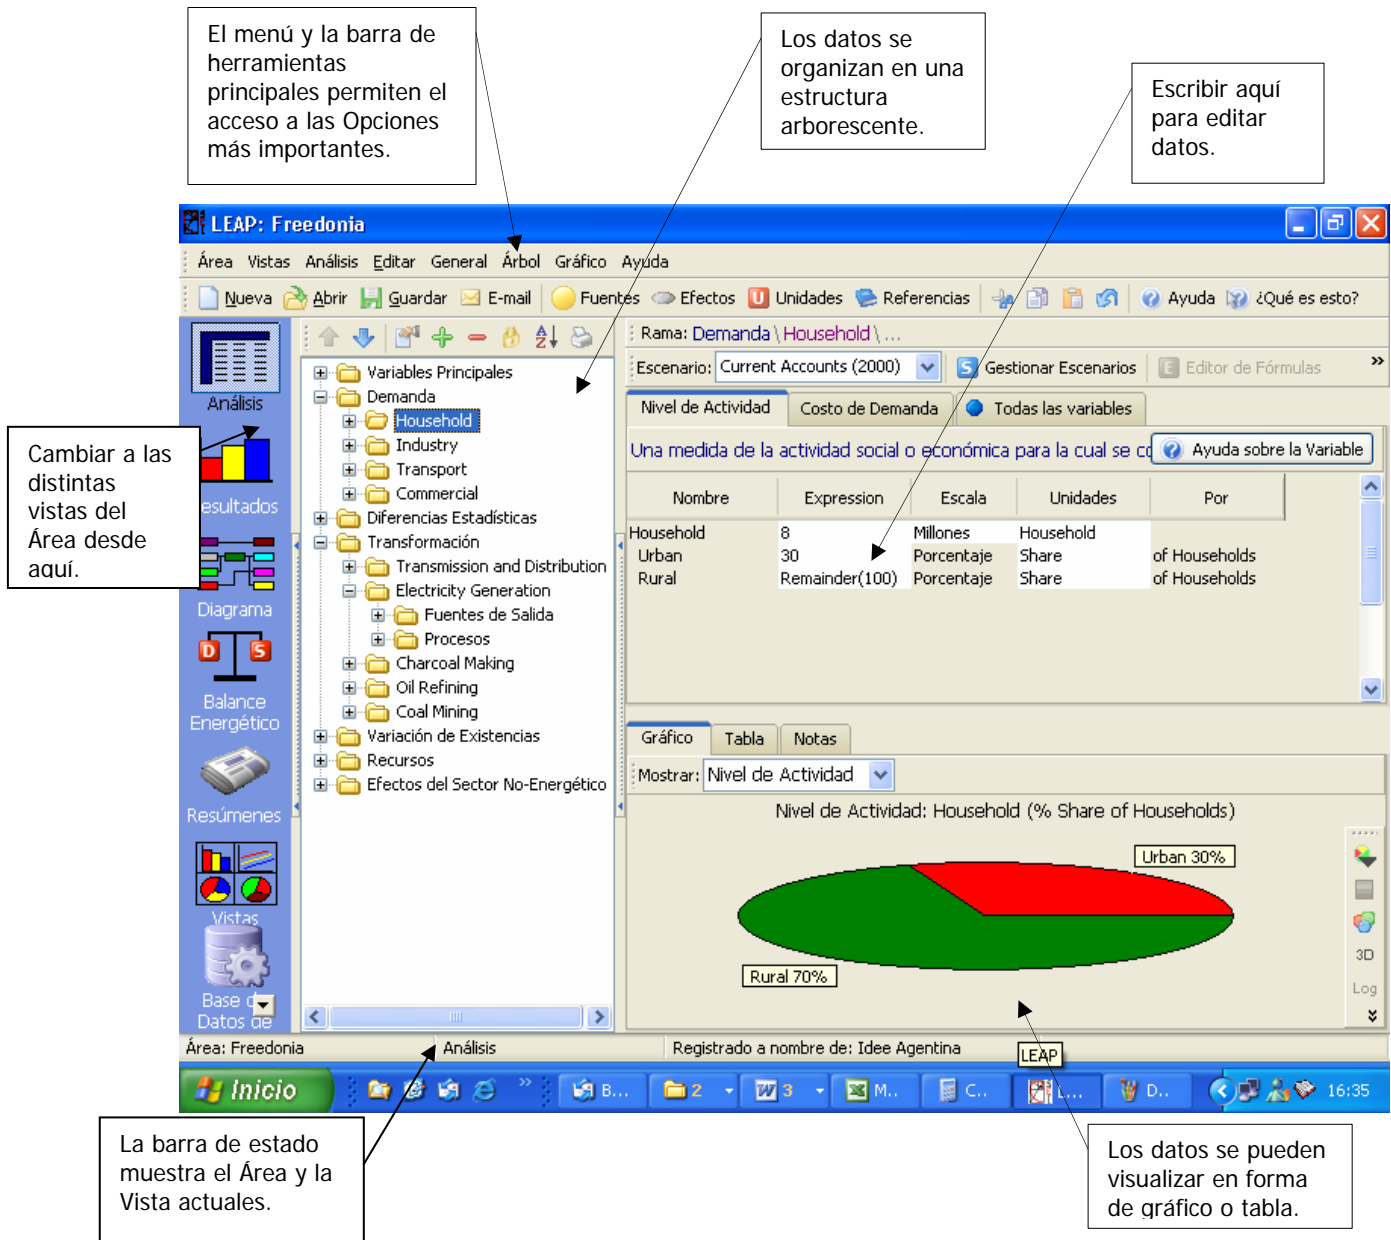 El menú y la barra de
herramientas
principales permiten el
acceso a las Opciones
más importantes.
Los datos se
organizan en una
estructura
arborescente.
Escribir aquí
para editar
datos.
LEAP: Freedonia
Área Vistas Análisis Editar General Árbol Gráfico Ayuda
Nueva Abrir Guardar E-mail Fuentes Efectos Unidades Referencias Ayuda ¿Qué es esto?
Rama: Demanda\Household\...
Escenario: Current Accounts (2000) Gestionar Escenarios Editor de Fórmulas »
Nivel de Actividad Costo de Demanda Todas las variables
Una medida de la actividad social o económica para la cual se co Ayuda sobre la Variable
Nombre Expression Escala Unidades Por
Household 8 Millones Household
Urban 30 Porcentaje Share of Households
Rural Remainder(100) Porcentaje Share of Households
Cambiar a las
distintas
vistas del
Área desde
aquí.
Análisis
esultados
Diagrama
Balance
Energético
Resúmenes
Vistas
Base de
Datos de
Variables Principales
Demanda
Household
Industry
Transport
Commercial
Diferencias Estadísticas
Transformación
Transmission and Distribution
Electricity Generation
Fuentes de Salida
Procesos
Charcoal Making
Oil Refining
Coal Mining
Variación de Existencias
Recursos
Efectos del Sector No-Energético
Gráfico Tabla Notas
Mostrar: Nivel de Actividad
Nivel de Actividad: Household (% Share of Households)
Urban 30%
Rural 70%
3D
Log
Área: Freedonia Análisis Registrado a nombre de: Idee Agentina
LEAP
Inicio » B... 2 W 3 M.. C.. L... D.. 16:35
La barra de estado
muestra el Área y la
Vista actuales.
Los datos se pueden
visualizar en forma
de gráfico o tabla.